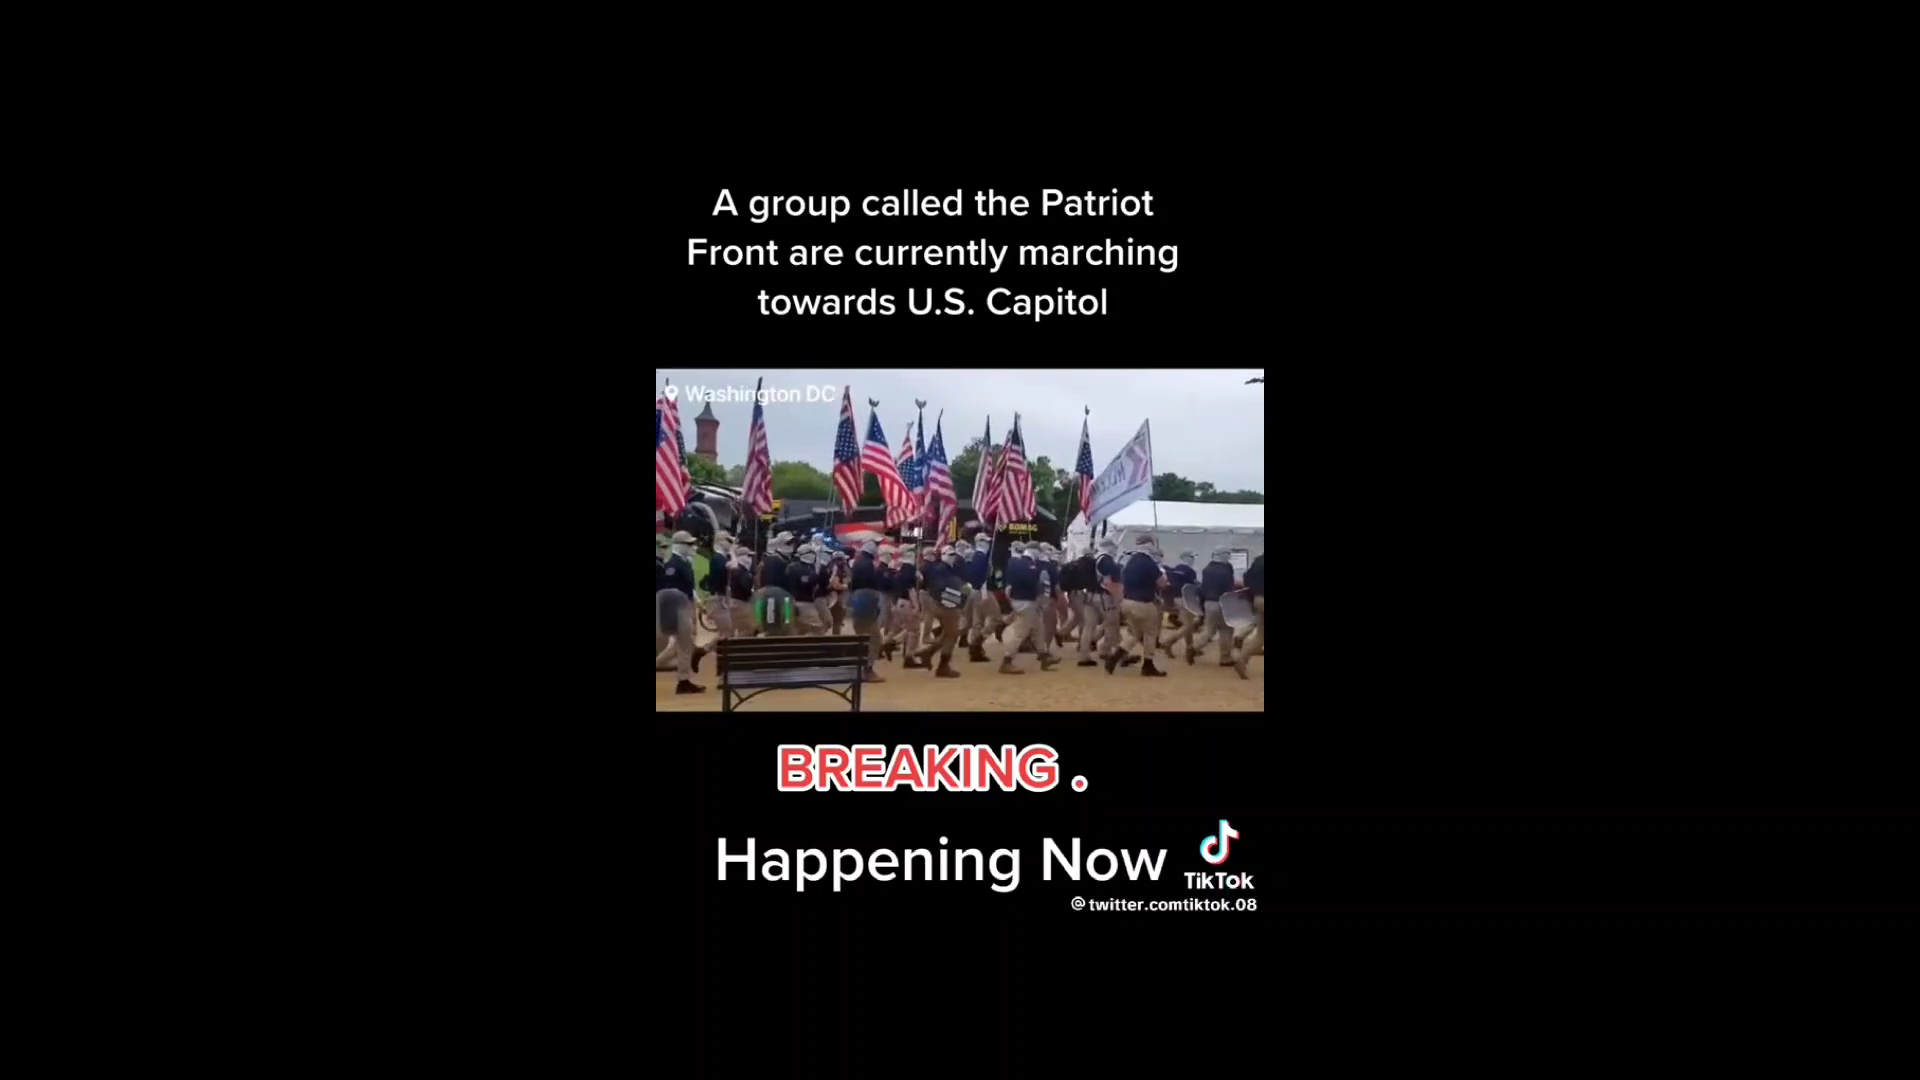 A group called the Patriot
Front are currently marching
towards U.S. Capitol
Washington DC
BOMAG
BREAKING .
Happening Now
TikTok
@twitter.comtiktok.08